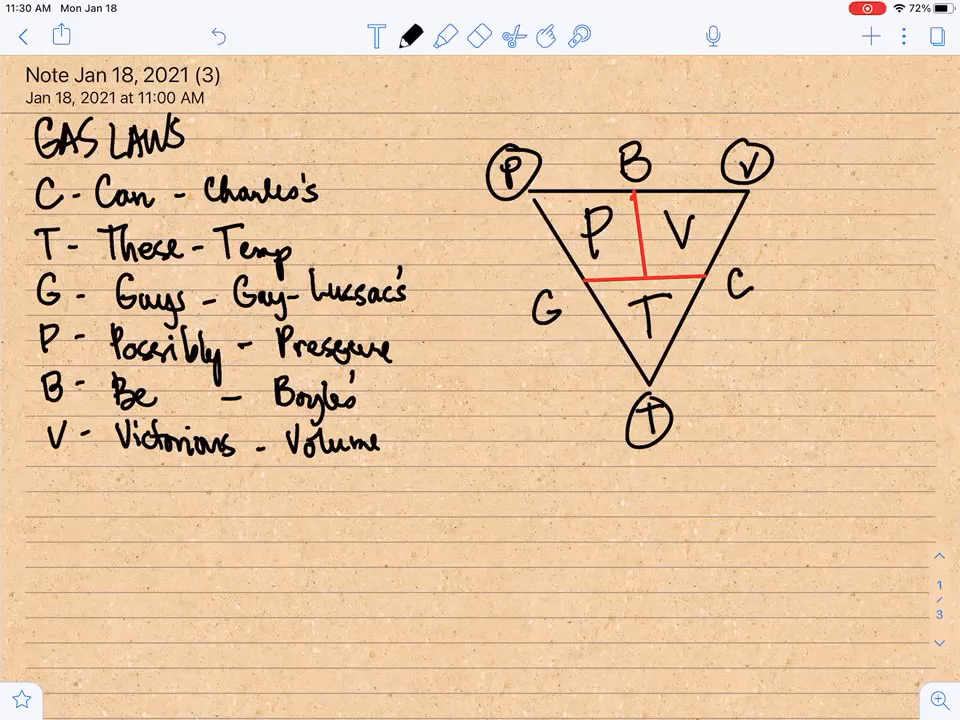 11:30 AM Mon Jan 18
72%
T
Note Jan 18, 2021 (3)
Jan 18, 2021 at 11:00 AM
GAS LAWS
C - Can - Charles's
T - These - Temp
G - Guys - Gay-Lussac's
P - Possibly - Pressure
B - Be - Boyles'
V - Victorious - Volume
P B V
P V
G T C
T
1
/
3